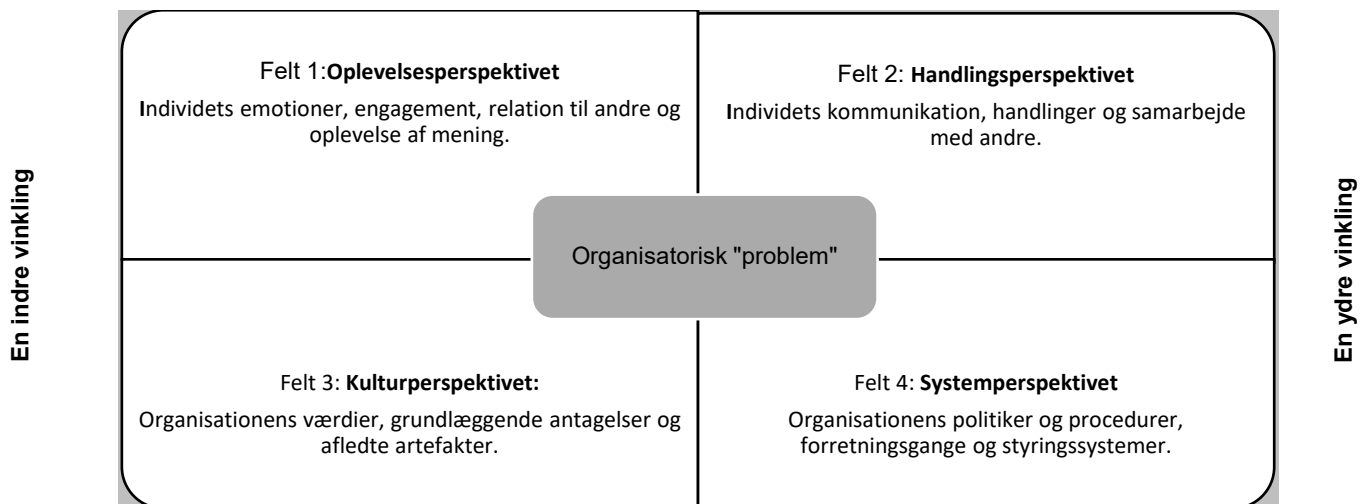 Felt 1:Oplevelsesperspektivet
Individets emotioner, engagement, relation til andre og
oplevelse af mening.
Felt 2: Handlingsperspektivet
Individets kommunikation, handlinger og samarbejde
med andre.
En indre vinkling
Organisatorisk "problem"
En ydre vinkling
Felt 3: Kulturperspektivet:
Organisationens værdier, grundlæggende antagelser og
afledte artefakter.
Felt 4: Systemperspektivet
Organisationens politiker og procedurer,
forretningsgange og styringssystemer.